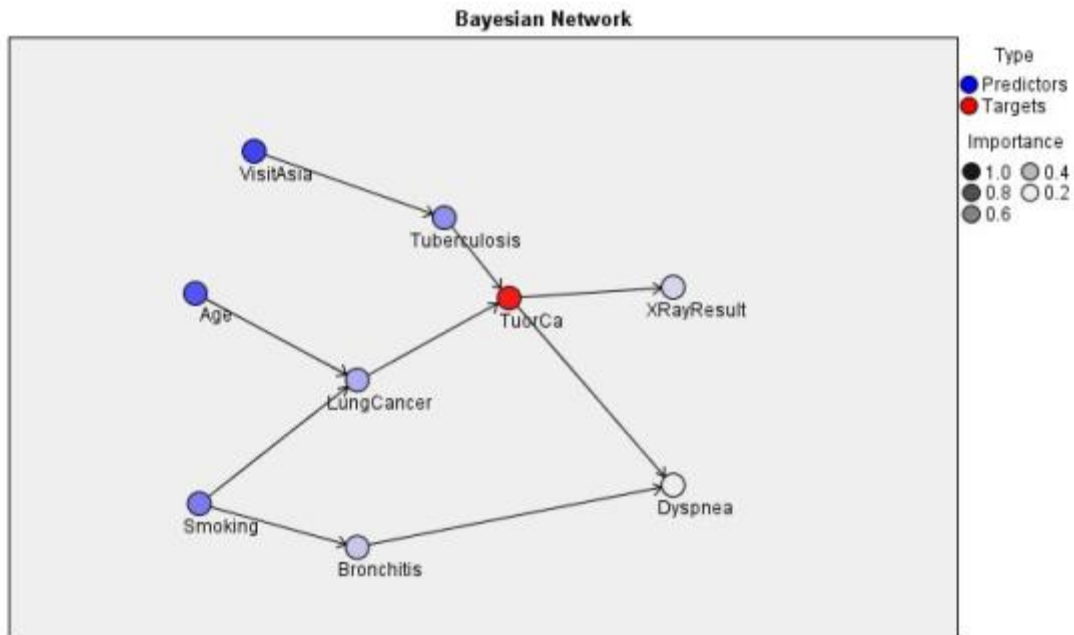 Bayesian Network
Type
Predictors
Targets
Importance
1.0 0.4
0.8 0.2
0.6
VisitAsia
Tuberculosis
Age
TuorCa
XRayResult
LungCancer
Smoking
Dyspnea
Bronchitis